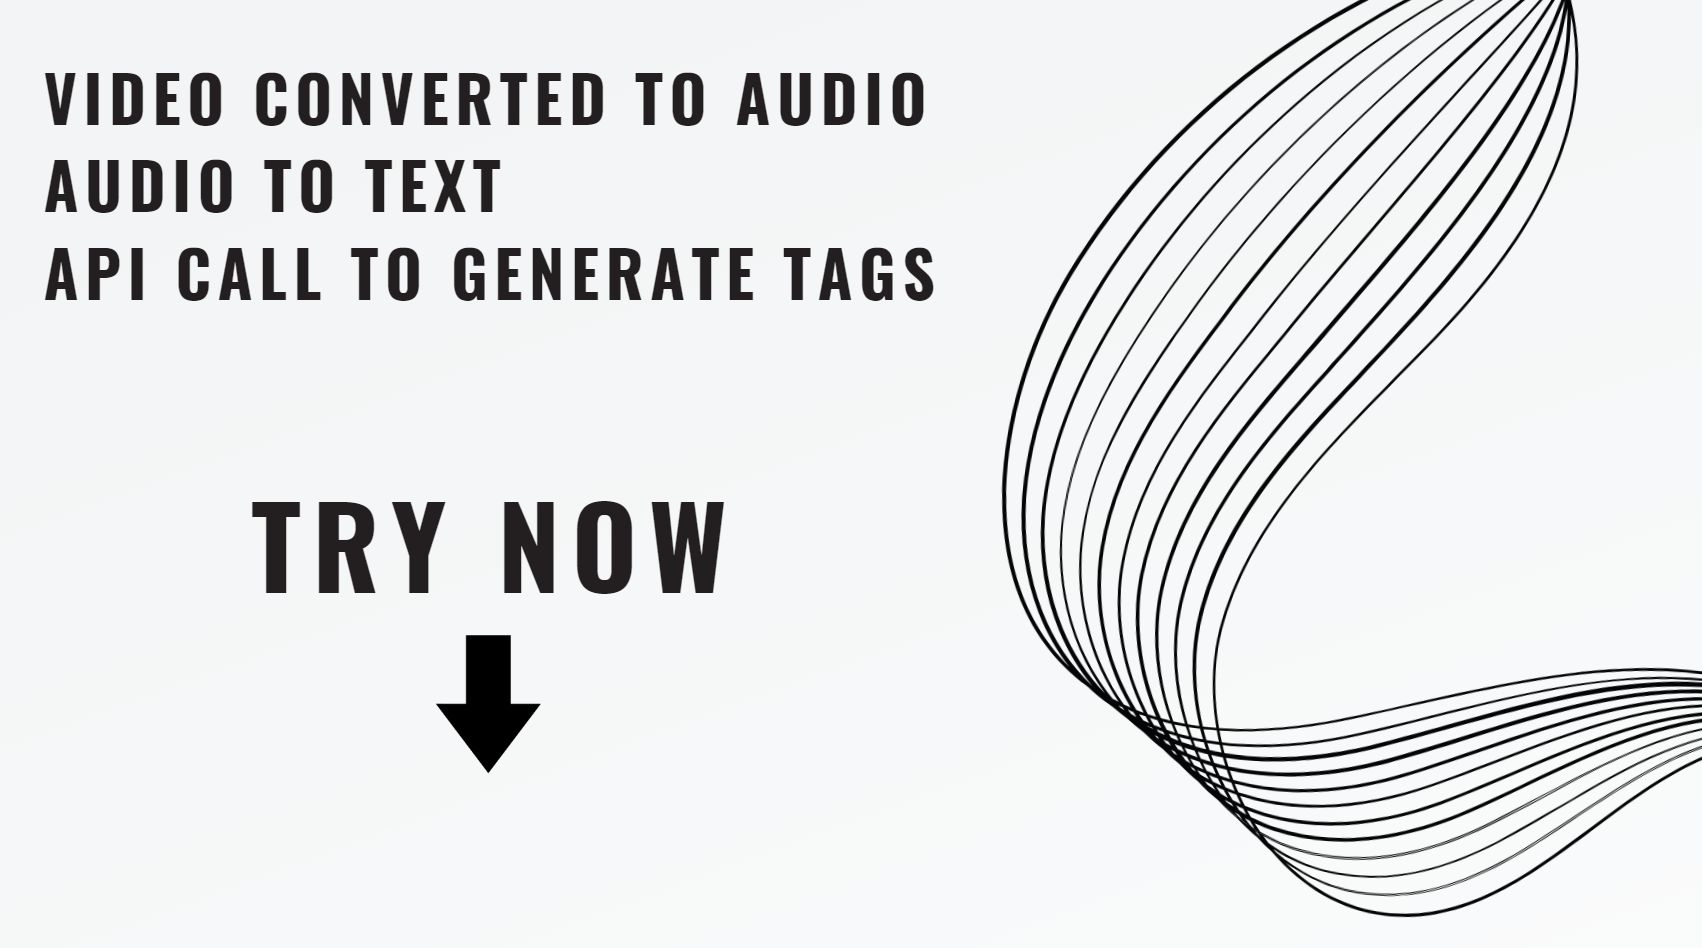 VIDEO CONVERTED TO AUDIO
AUDIO TO TEXT
API CALL TO GENERATE TAGS
TRY NOW